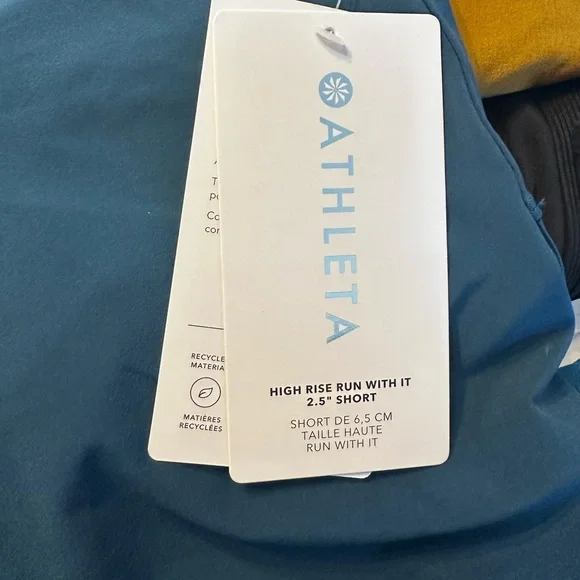 ATHLETA
HIGH RISE RUN WITH IT
2.5" SHORT
SHORT DE 6,5 CM
TAILLE HAUTE
RUN WITH IT
RECYCLE
MATERIA
MATIÈRES
RECYCLÉES